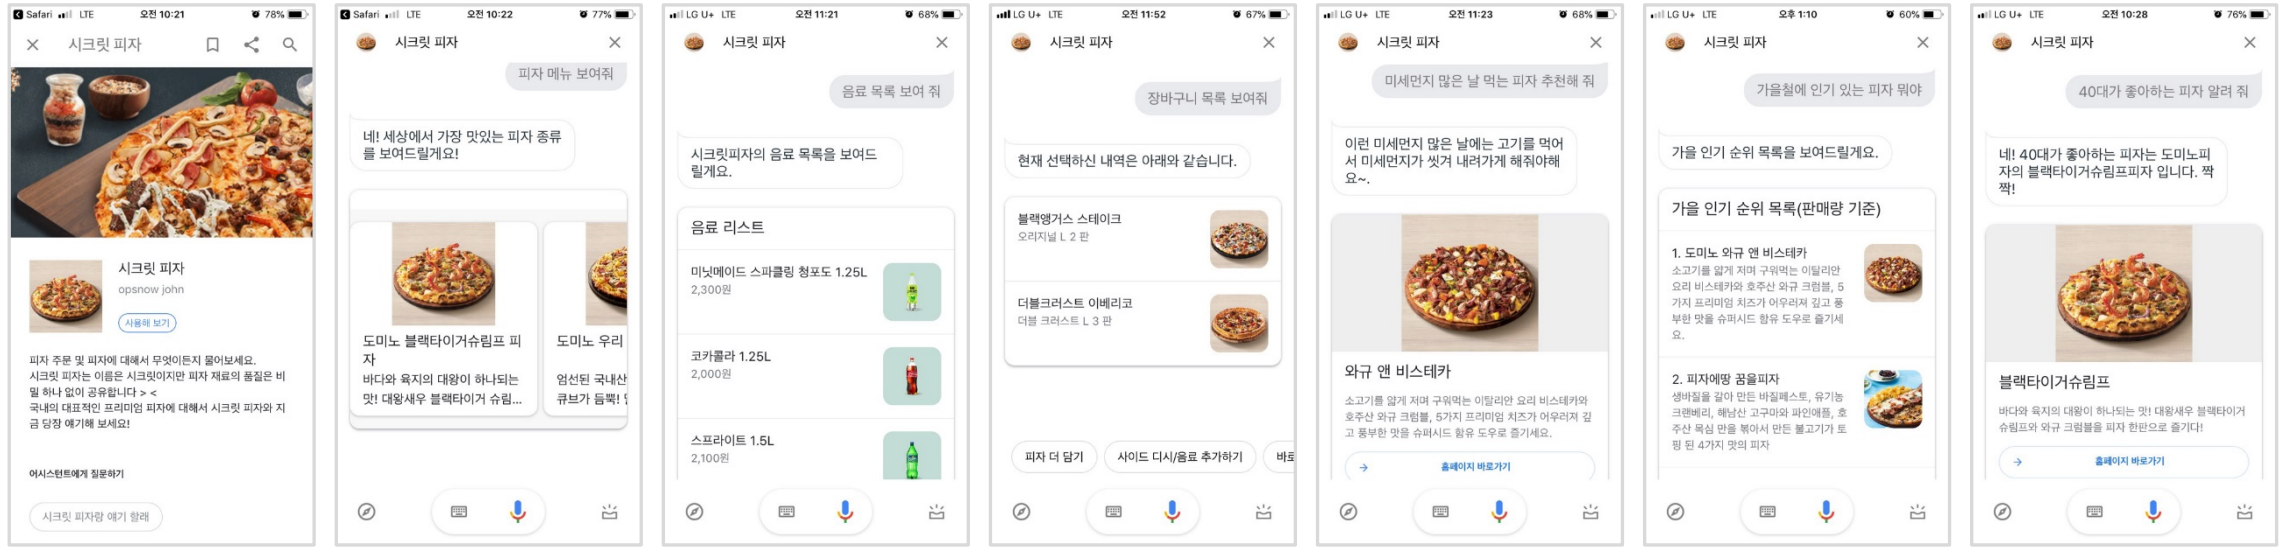 Safari LTE 오전 10:21 78%
시크릿 피자
시크릿 피자
opsnow john
사용해 보기
피자 주문 및 피자에 대해서 무엇이든지 물어보세요.
시크릿 피자는 이름은 시크릿이지만 피자 재료의 품질은 비
밀 하나 없이 공유합니다 > <
국내의 대표적인 프리미엄 피자에 대해서 시크릿 피자와 지
금 당장 얘기해 보세요!
어시스턴트에게 질문하기
시크릿 피자랑 얘기 할래
Safari LTE 오전 10:22 77%
시크릿 피자
피자 메뉴 보여줘
네! 세상에서 가장 맛있는 피자 종류
를 보여드릴게요!
도미노 블랙타이거슈림프 피
자
바다와 육지의 대왕이 하나되는
맛! 대왕새우 블랙타이거 슈림...
도미노 우리
엄선된 국내산
큐브가 듬뿍!
LG U+ LTE 오전 11:21 68%
시크릿 피자
음료 목록 보여 줘
시크릿피자의 음료 목록을 보여드
릴게요.
음료 리스트
미닛메이드 스파클링 청포도 1.25L
2,300원
코카콜라 1.25L
2,000원
스프라이트 1.5L
2,100원
LG U+ LTE 오전 11:52 67%
시크릿 피자
장바구니 목록 보여줘
현재 선택하신 내역은 아래와 같습니다.
블랙앵거스 스테이크
오리지널 L 2 판
더블크러스트 이베리코
더블 크러스트 L 3 판
피자 더 담기
사이드 디시/음료 추가하기
바로
LG U+ LTE 오전 11:23 68%
시크릿 피자
미세먼지 많은 날 먹는 피자 추천해 줘
이런 미세먼지 많은 날에는 고기를 먹어
서 미세먼지가 씻겨 내려가게 해줘야해
요~.
와규 앤 비스테카
소고기를 얇게 저며 구워먹는 이탈리안 요리 비스테카와
호주산 와규 크럼블, 5가지 프리미엄 치즈가 어우러져 깊
고 풍부한 맛을 슈퍼시드 함유 도우로 즐기세요.
홈페이지 바로가기
LG U+ LTE 오후 1:10 60%
시크릿 피자
가을철에 인기 있는 피자 뭐야
가을 인기 순위 목록을 보여드릴게요.
가을 인기 순위 목록(판매량 기준)
1. 도미노 와규 앤 비스테카
소고기를 얇게 저며 구워먹는 이탈리안
요리 비스테카와 호주산 와규 크럼블, 5
가지 프리미엄 치즈가 어우러져 깊고 풍
부한 맛을 슈퍼시드 함유 도우로 즐기세
요.
2. 피자에땅 꿈을피자
생바질을 갈아 만든 바질페스토, 유기농
크랜베리, 해남산 고구마와 파인애플, 호
주산 목심 만을 볶아서 만든 불고기가 토
핑 된 4가지 맛의 피자
LG U+ LTE 오전 10:28 76%
시크릿 피자
40대가 좋아하는 피자 알려 줘
네! 40대가 좋아하는 피자는 도미노피
자의 블랙타이거슈림프피자 입니다. 짝
짝!
블랙타이거슈림프
바다와 육지의 대왕이 하나되는 맛! 대왕새우 블랙타이거
슈림프와 와규 크럼블을 피자 한판으로 즐기다!
홈페이지 바로가기